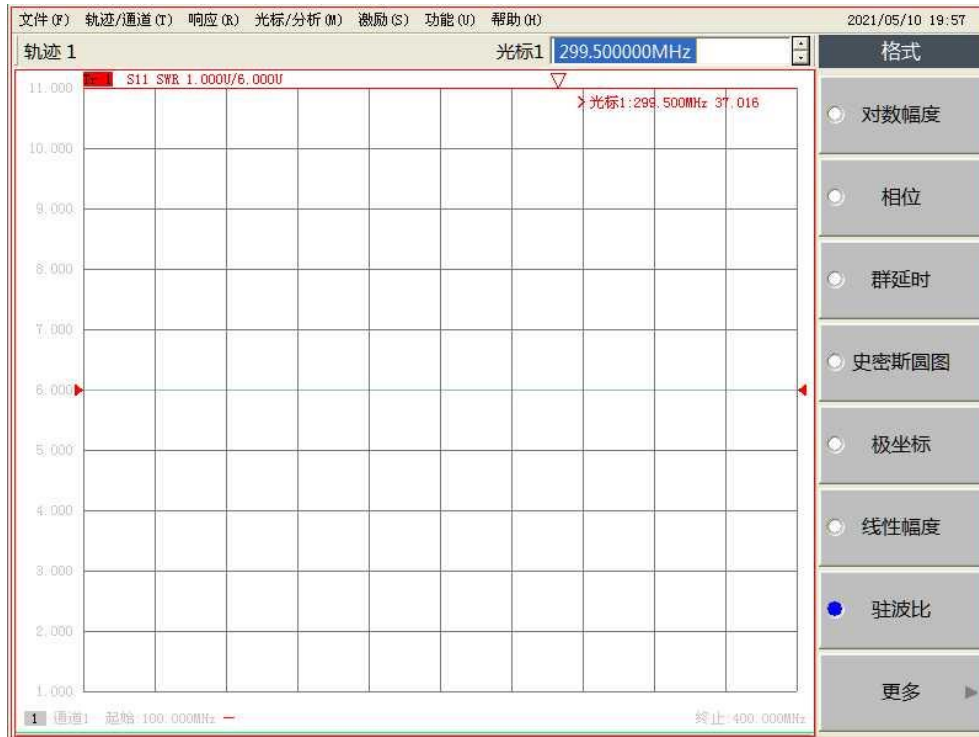 文件(F) 轨迹/通道(T) 响应(R) 光标/分析(M) 激励(S) 功能(U) 帮助(H) 2021/05/10 19:57
轨迹 1 光标1 299.500000MHz 格式
Tr 1 S11 SWR 1.000U/6.000U
>光标1:299.500MHz 37.016
11.000
10.000
9.000
8.000
7.000
6.000
5.000
4.000
3.000
2.000
1.000
1 通道1 起始 100.000MHz 终止 400.000MHz
对数幅度
相位
群延时
史密斯圆图
极坐标
线性幅度
驻波比
更多